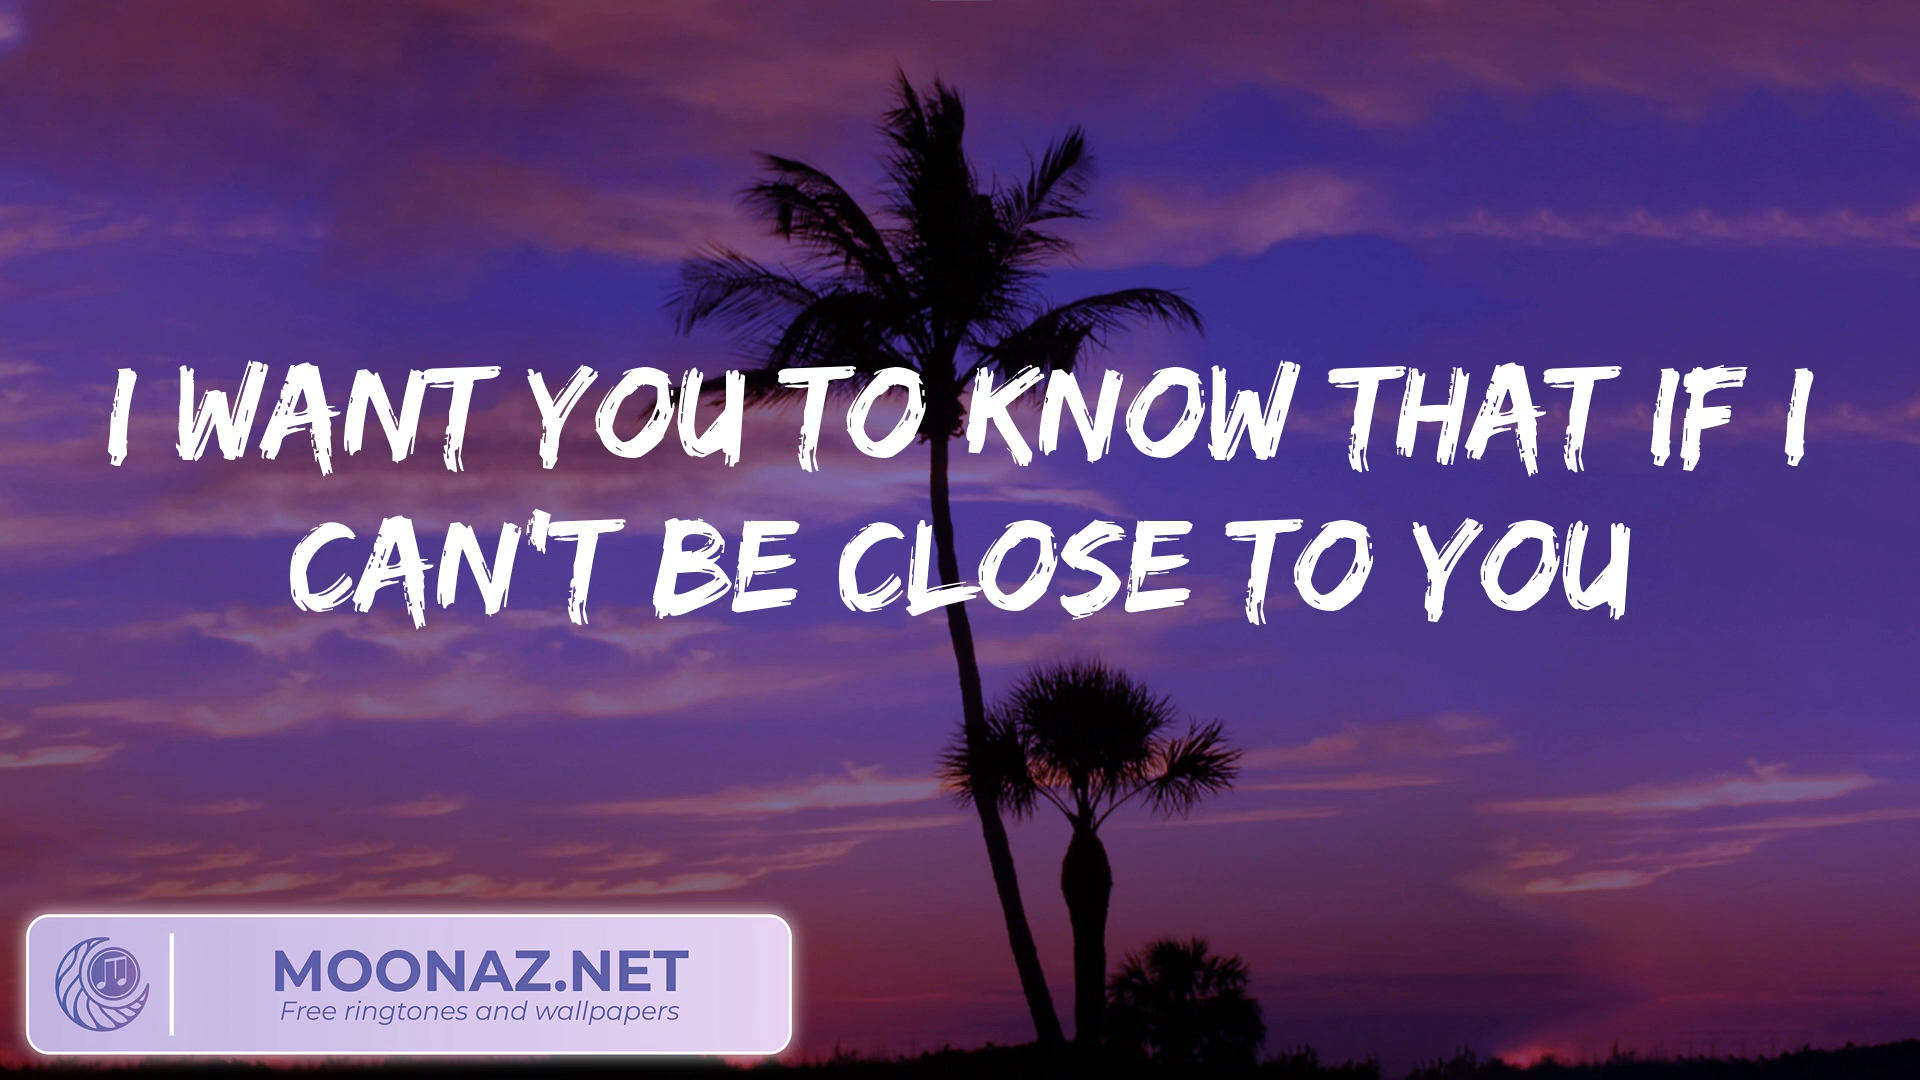 I WANT YOU TO KNOW THAT IF I
CAN'T BE CLOSE TO YOU
MOONAZ.NET
Free ringtones and wallpapers